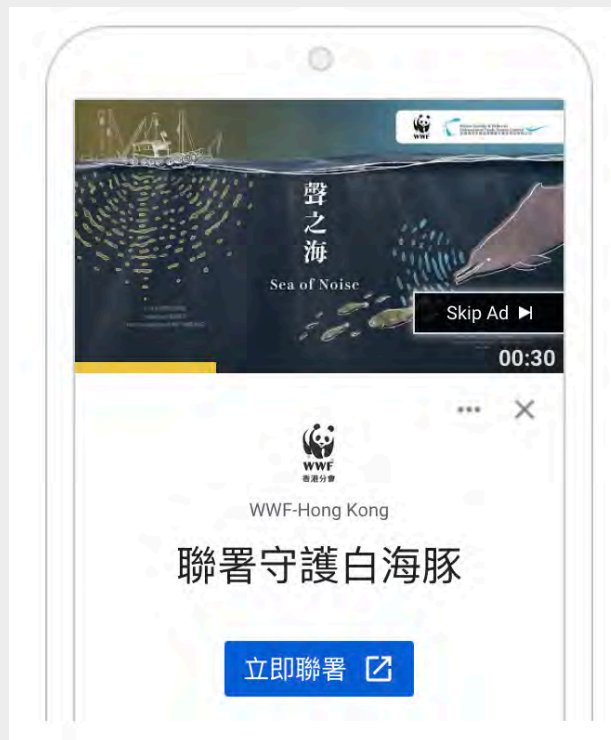 WWF
聲之海
Sea of Noise
Skip Ad
00:30
WWF
香港分會
WWF-Hong Kong
聯署守護白海豚
立即聯署